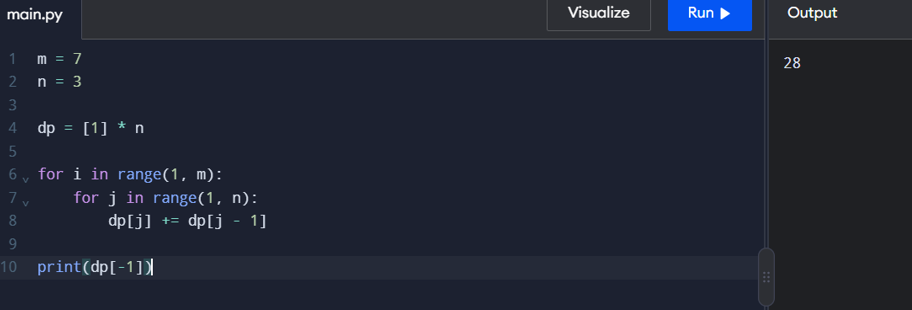 main.py Visualize Run Output
1 m = 7
2 n = 3
3
4 dp = [1] * n
5
6 for i in range(1, m):
7     for j in range(1, n):
8         dp[j] += dp[j - 1]
9
10 print(dp[-1])
28